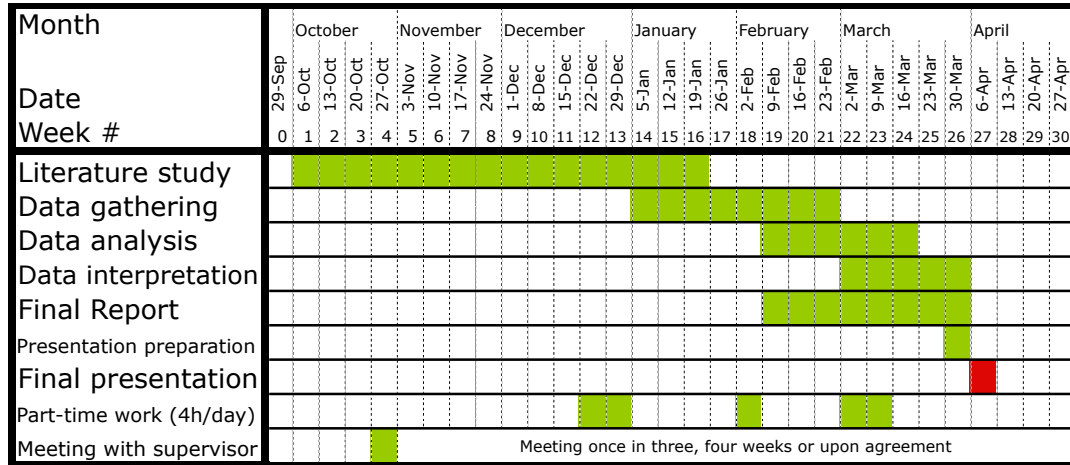 Month
October November December January February March April
Date
29-Sep 6-Oct 13-Oct 20-Oct 27-Oct 3-Nov 10-Nov 17-Nov 24-Nov 1-Dec 8-Dec 15-Dec 22-Dec 29-Dec 5-Jan 12-Jan 19-Jan 26-Jan 2-Feb 9-Feb 16-Feb 23-Feb 2-Mar 9-Mar 16-Mar 23-Mar 30-Mar 6-Apr 13-Apr 20-Apr 27-Apr
Week # 0 1 2 3 4 5 6 7 8 9 10 11 12 13 14 15 16 17 18 19 20 21 22 23 24 25 26 27 28 29 30
Literature study
Data gathering
Data analysis
Data interpretation
Final Report
Presentation preparation
Final presentation
Part-time work (4h/day)
Meeting with supervisor Meeting once in three, four weeks or upon agreement